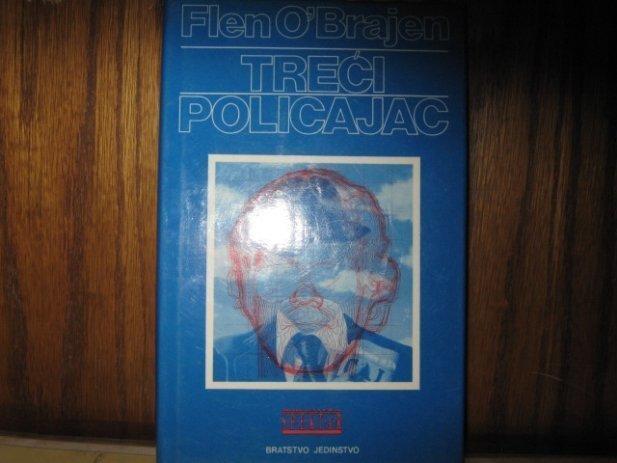 Flen O'Brajen
TREĆI
POLICAJAC
BRATSTVO JEDINSTVO